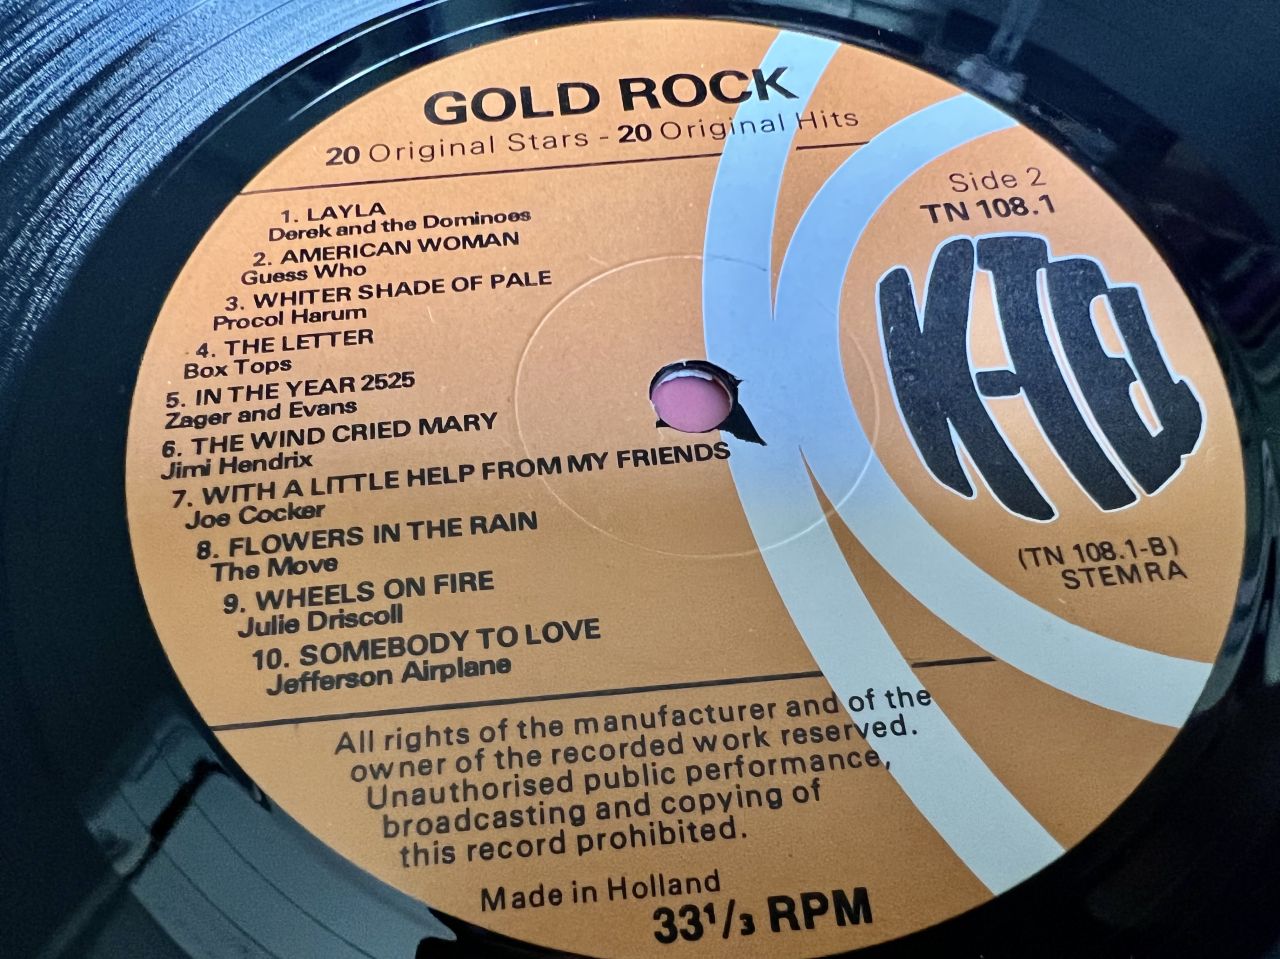 GOLD ROCK
20 Original Stars - 20 Original Hits
Side 2
TN 108.1
1. LAYLA
Derek and the Dominoes
2. AMERICAN WOMAN
Guess Who
3. WHITER SHADE OF PALE
Procol Harum
4. THE LETTER
Box Tops
5. IN THE YEAR 2525
Zager and Evans
6. THE WIND CRIED MARY
Jimi Hendrix
7. WITH A LITTLE HELP FROM MY FRIENDS
Joe Cocker
8. FLOWERS IN THE RAIN
The Move
9. WHEELS ON FIRE
Julie Driscoll
10. SOMEBODY TO LOVE
Jefferson Airplane
K-TEL
(TN 108.1-B)
STEMRA
All rights of the manufacturer and of the
owner of the recorded work reserved.
Unauthorised public performance,
broadcasting and copying of
this record prohibited.
Made in Holland
33 1/3 RPM